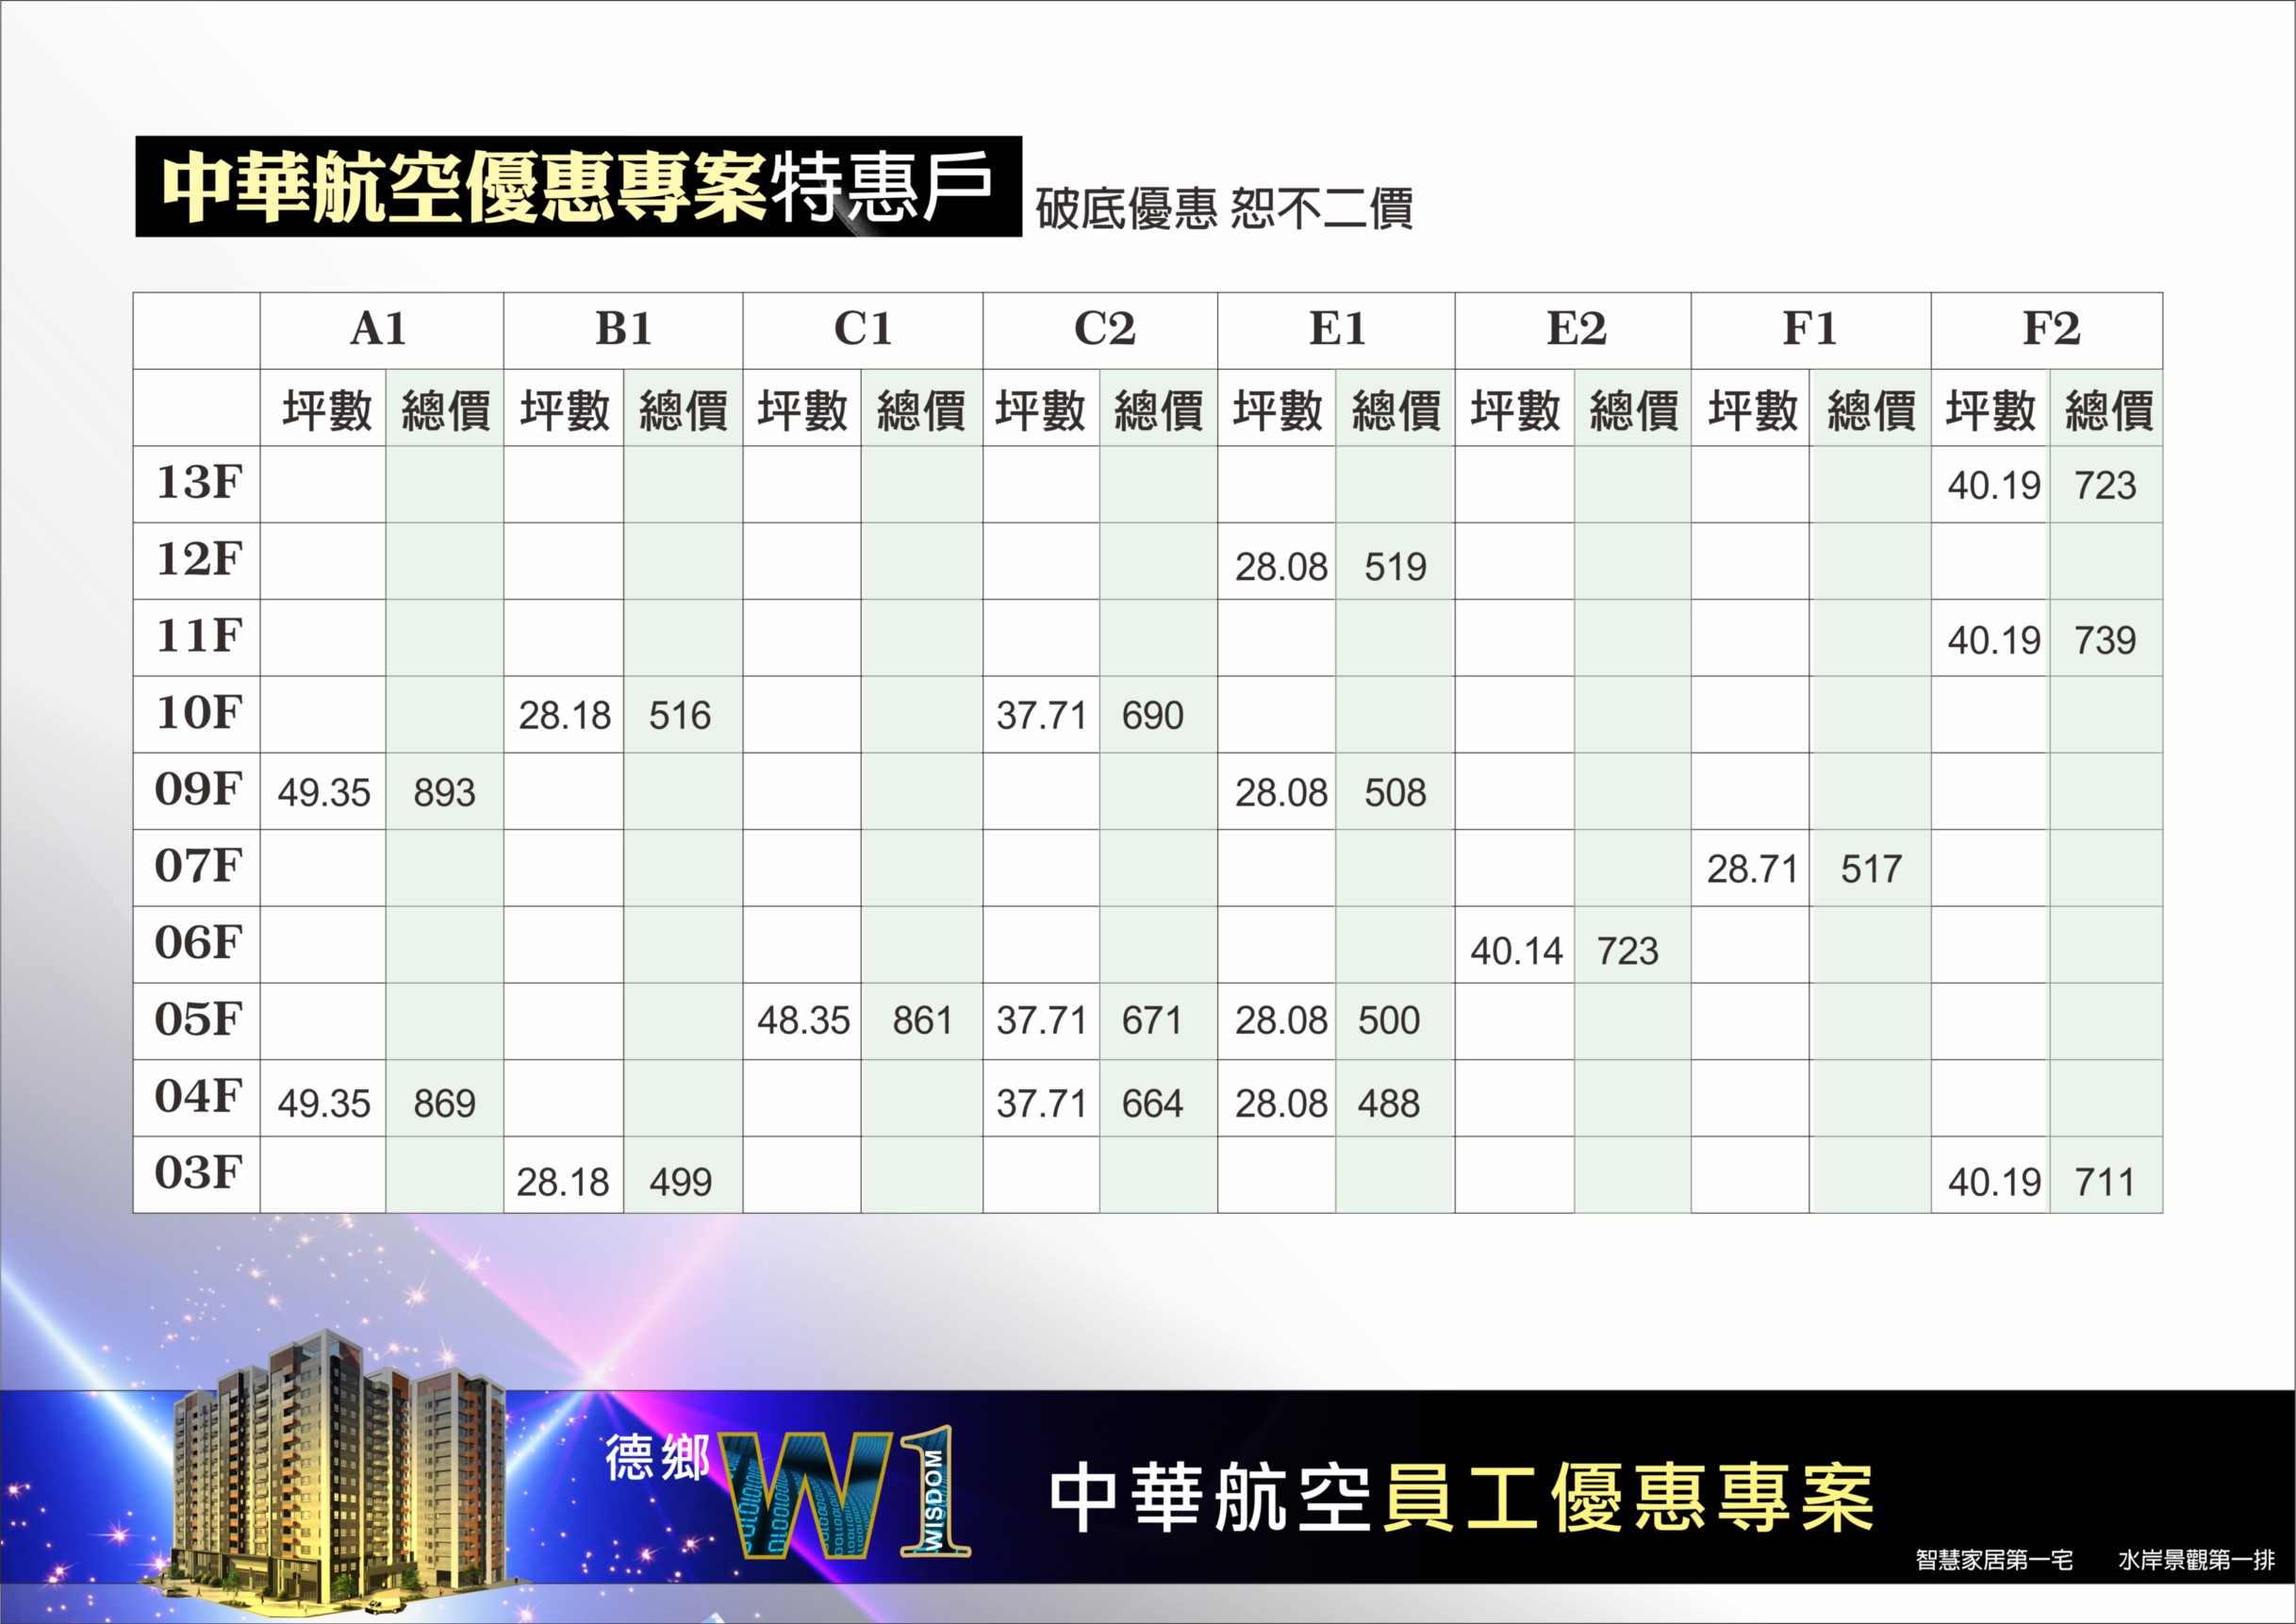 中華航空優惠專案特惠戶 破底優惠 恕不二價
A1 B1 C1 C2 E1 E2 F1 F2
坪數 總價 坪數 總價 坪數 總價 坪數 總價 坪數 總價 坪數 總價 坪數 總價 坪數 總價
13F 40.19 723
12F 28.08 519
11F 40.19 739
10F 28.18 516 37.71 690
09F 49.35 893 28.08 508
07F 28.71 517
06F 40.14 723
05F 48.35 861 37.71 671 28.08 500
04F 49.35 869 37.71 664 28.08 488
03F 28.18 499 40.19 711
德鄉 W1 WISDOM
中華航空員工優惠專案
智慧家居第一宅 水岸景觀第一排